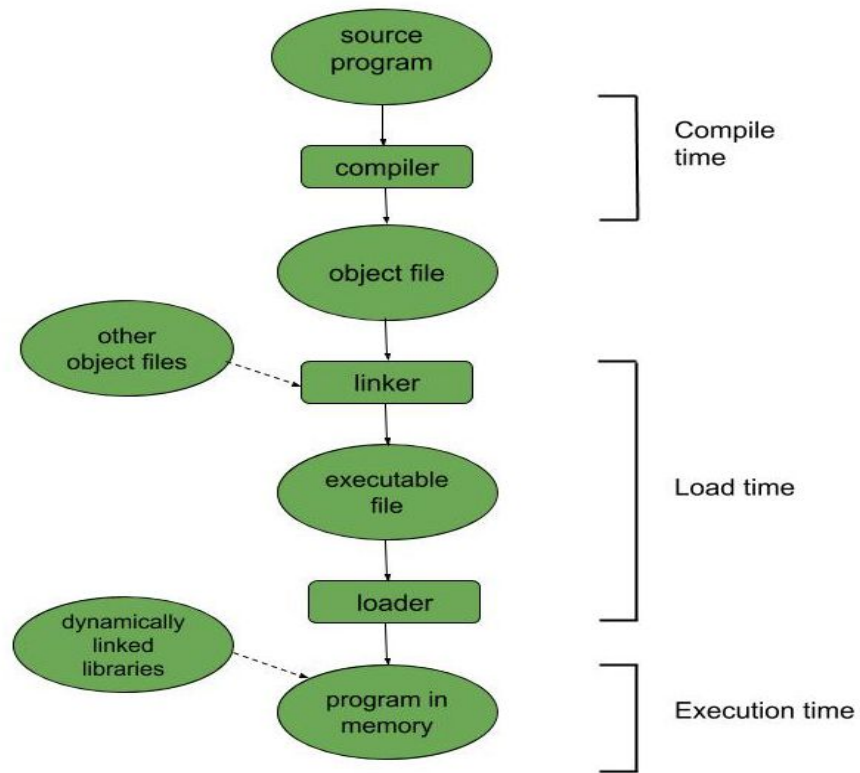 source
program
Compile
time
compiler
object file
other
object files
linker
executable
file
Load time
loader
dynamically
linked
libraries
program in
memory
Execution time